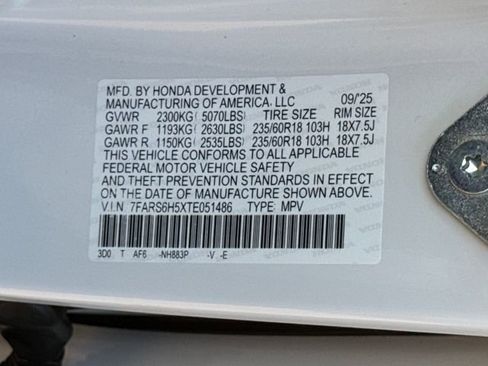 MFD. BY HONDA DEVELOPMENT &
MANUFACTURING OF AMERICA, LLC 09/'25
GVWR 2300KG( 5070LBS) TIRE SIZE RIM SIZE
GAWR F 1193KG( 2630LBS) 235/60R18 103H 18X7.5J
GAWR R 1150KG( 2535LBS) 235/60R18 103H 18X7.5J
THIS VEHICLE CONFORMS TO ALL APPLICABLE
FEDERAL MOTOR VEHICLE SAFETY
AND THEFT PREVENTION STANDARDS IN EFFECT
ON THE DATE OF MANUFACTURE SHOWN ABOVE.
V.I.N. 7FARS6H5XTE051486 TYPE: MPV
3D0 T AF6 -NH883P -V -E